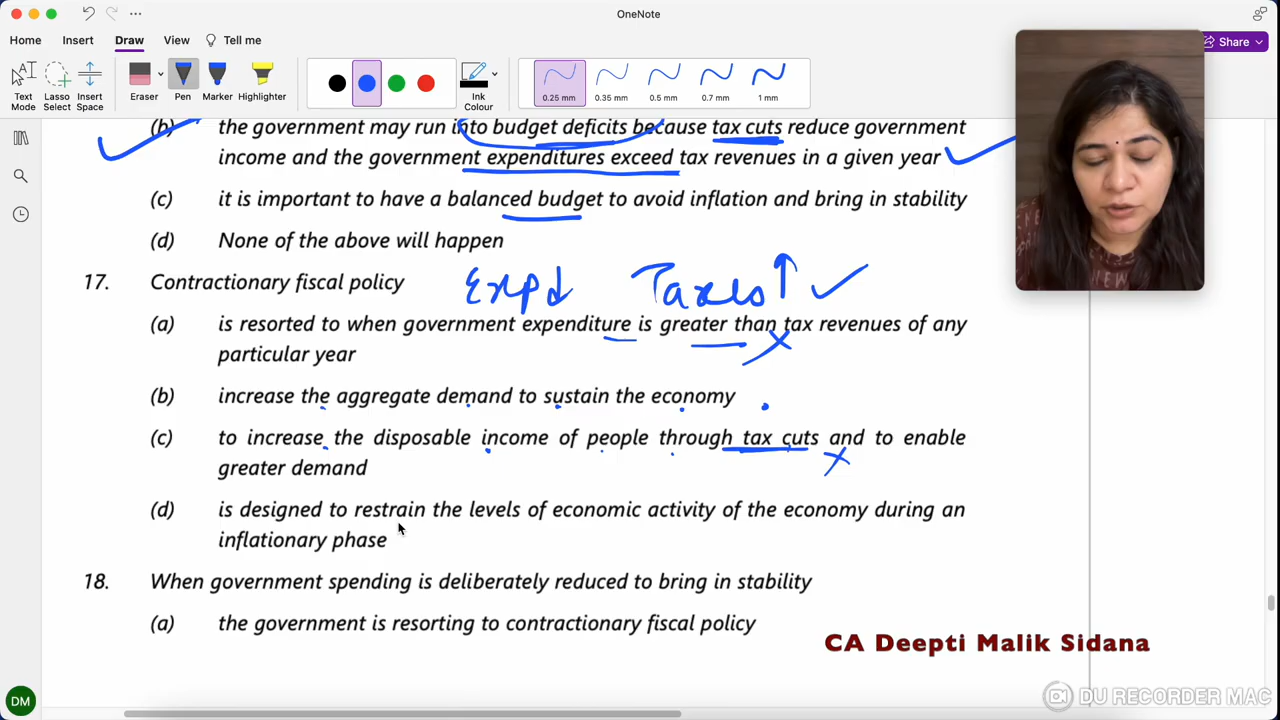 OneNote
Home Insert Draw View Tell me
Share
Text Mode
Lasso Select
Insert Space
Eraser
Pen
Marker
Highlighter
Ink Colour
0.25 mm
0.35 mm
0.5 mm
0.7 mm
1 mm
(b) the government may run into budget deficits because tax cuts reduce government
income and the government expenditures exceed tax revenues in a given year
(c) it is important to have a balanced budget to avoid inflation and bring in stability
(d) None of the above will happen
17. Contractionary fiscal policy Exp↓ Taxes↑
(a) is resorted to when government expenditure is greater than tax revenues of any
particular year
(b) increase the aggregate demand to sustain the economy
(c) to increase the disposable income of people through tax cuts and to enable
greater demand
(d) is designed to restrain the levels of economic activity of the economy during an
inflationary phase
18. When government spending is deliberately reduced to bring in stability
(a) the government is resorting to contractionary fiscal policy
CA Deepti Malik Sidana
DM
DU RECORDER MAC